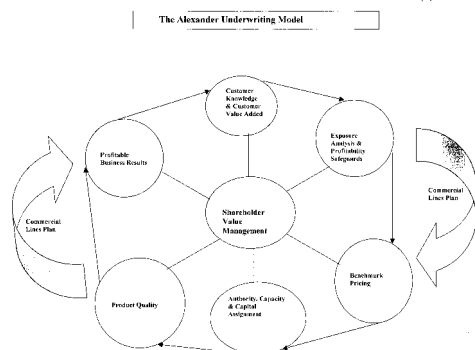 The Alexander Underwriting Model
Customer
Knowledge
& Customer
Value Added
Exposure
Analysis &
Profitability
Safeguards
Profitable
Business Results
Commercial
Lines Plan
Commercial
Lines Plan
Shareholder
Value
Management
Benchmark
Pricing
Product Quality
Authority, Capacity
& Capital
Assignment